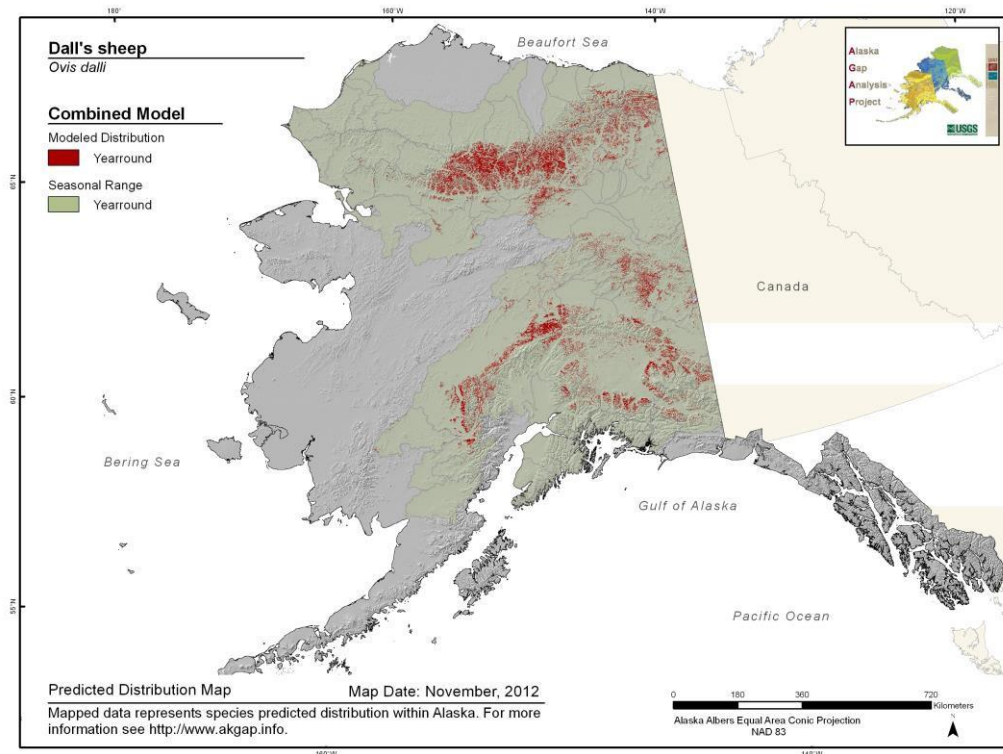 180°
160°W
140°W
120°W
Dall's sheep
Ovis dalli
Combined Model
Modeled Distribution
Yearround
Seasonal Range
Yearround
Beaufort Sea
Alaska
Gap
Analysis
Project
USGS
65°N
Canada
60°N
Bering Sea
Gulf of Alaska
55°N
Pacific Ocean
Predicted Distribution Map
Map Date: November, 2012
Mapped data represents species predicted distribution within Alaska. For more
information see http://www.akgap.info.
0 180 360 720
Kilometers
Alaska Albers Equal Area Conic Projection
NAD 83
N
160°W
140°W